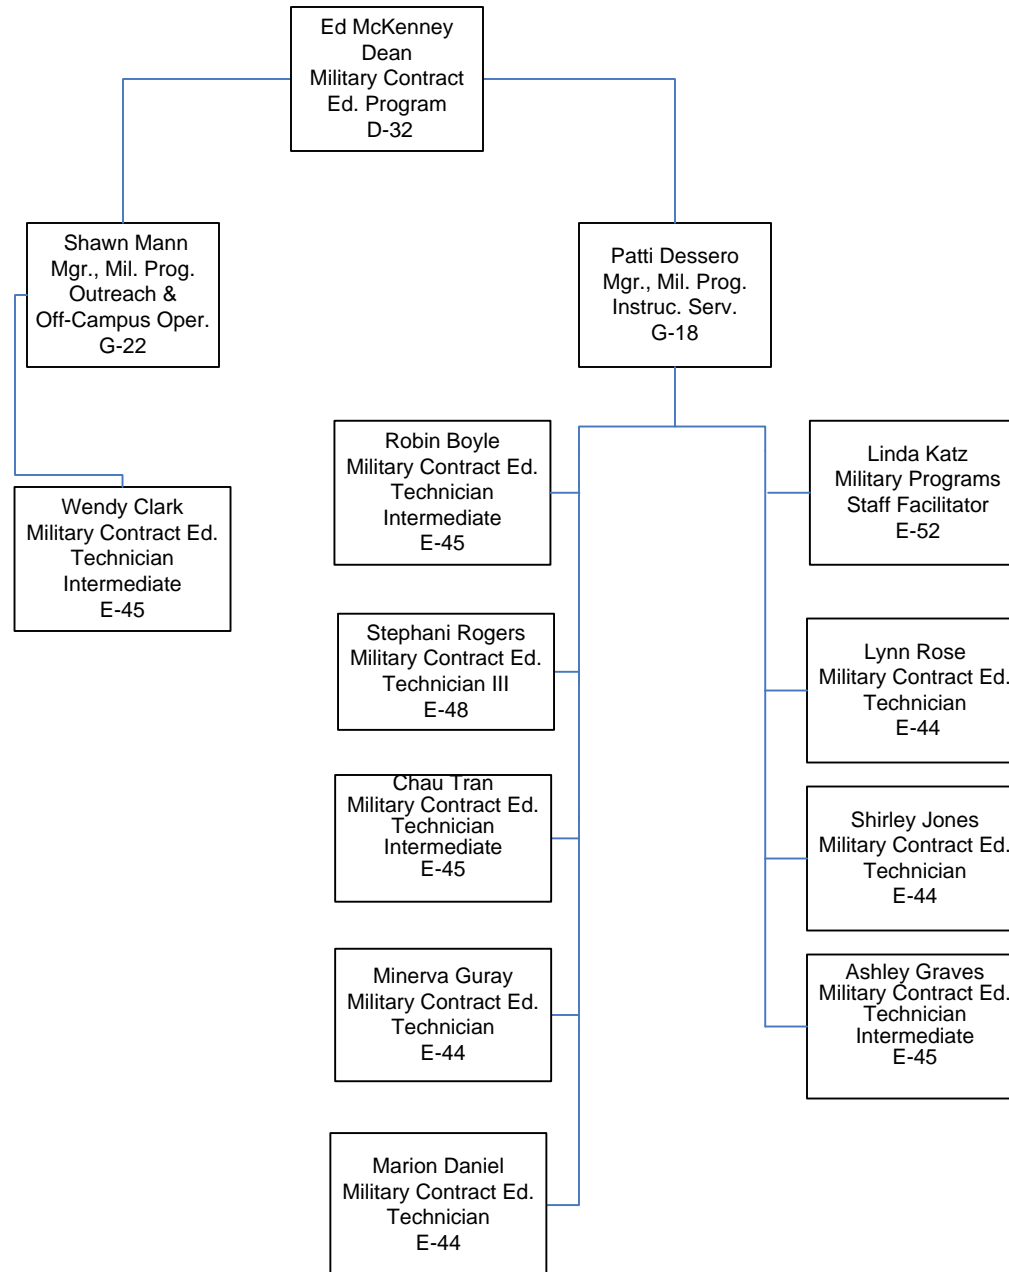 Ed McKenney
Dean
Military Contract
Ed. Program
D-32
Shawn Mann
Mgr., Mil. Prog.
Outreach &
Off-Campus Oper.
G-22
Patti Dessero
Mgr., Mil. Prog.
Instruc. Serv.
G-18
Wendy Clark
Military Contract Ed.
Technician
Intermediate
E-45
Robin Boyle
Military Contract Ed.
Technician
Intermediate
E-45
Linda Katz
Military Programs
Staff Facilitator
E-52
Stephani Rogers
Military Contract Ed.
Technician III
E-48
Lynn Rose
Military Contract Ed.
Technician
E-44
Chau Tran
Military Contract Ed.
Technician
Intermediate
E-45
Shirley Jones
Military Contract Ed.
Technician
E-44
Minerva Guray
Military Contract Ed.
Technician
E-44
Ashley Graves
Military Contract Ed.
Technician
Intermediate
E-45
Marion Daniel
Military Contract Ed.
Technician
E-44